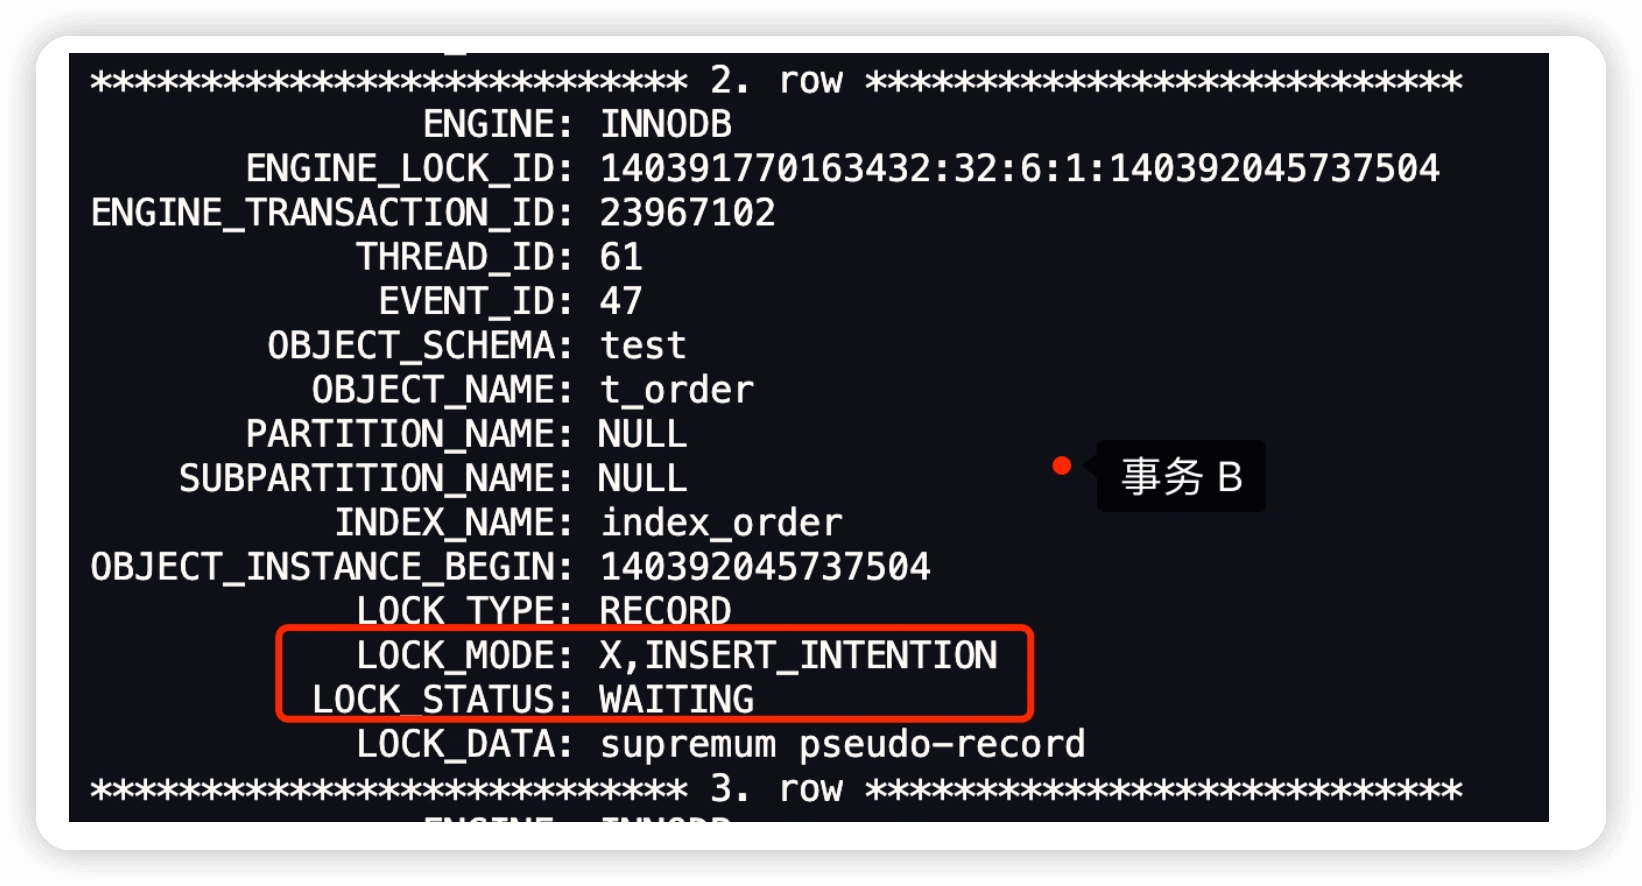 *************************** 2. row ***************************
ENGINE: INNODB
ENGINE_LOCK_ID: 140391770163432:32:6:1:140392045737504
ENGINE_TRANSACTION_ID: 23967102
THREAD_ID: 61
EVENT_ID: 47
OBJECT_SCHEMA: test
OBJECT_NAME: t_order
PARTITION_NAME: NULL
SUBPARTITION_NAME: NULL
事务 B
INDEX_NAME: index_order
OBJECT_INSTANCE_BEGIN: 140392045737504
LOCK_TYPE: RECORD
LOCK_MODE: X,INSERT_INTENTION
LOCK_STATUS: WAITING
LOCK_DATA: supremum pseudo-record
*************************** 3. row ***************************
ENGINE: INNODB